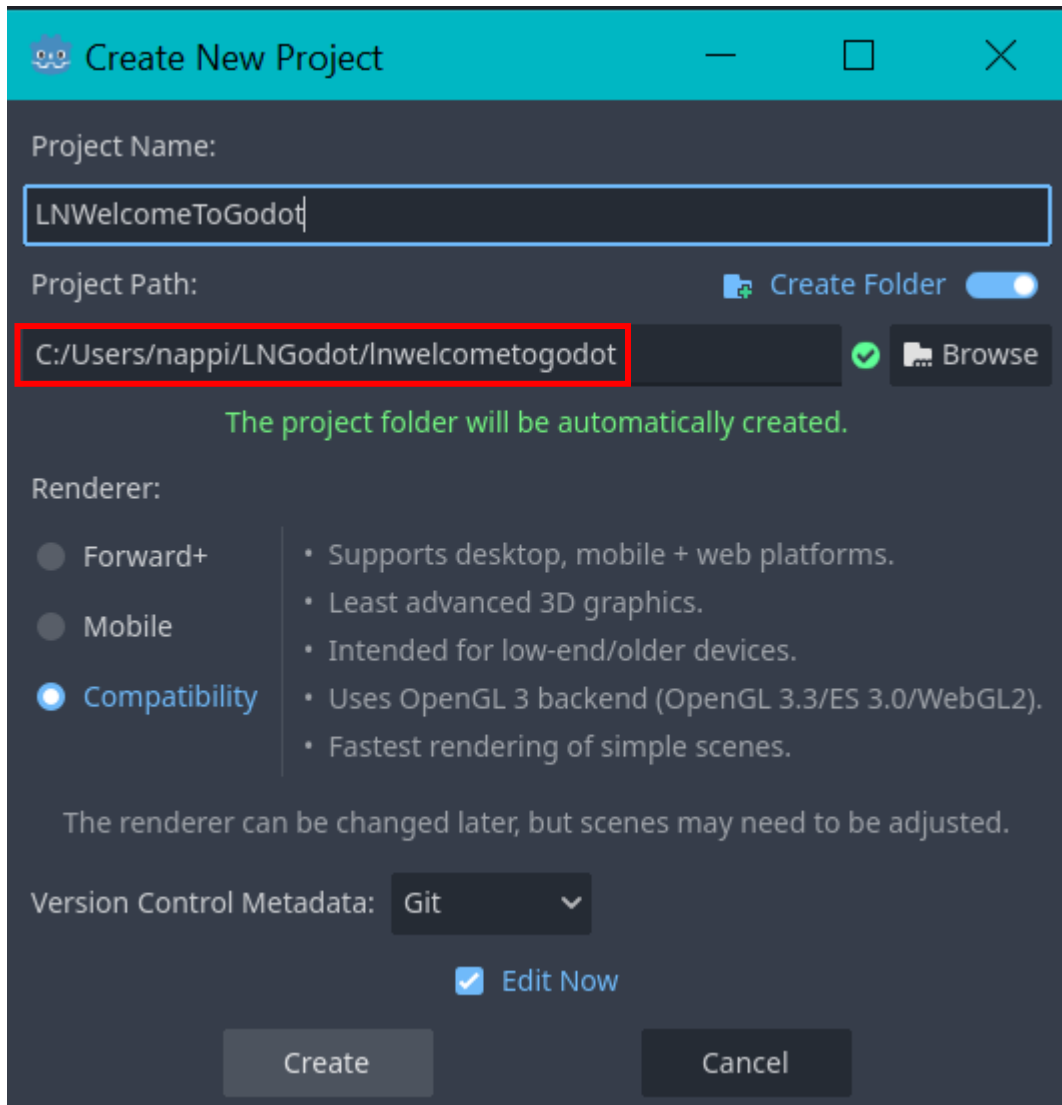 Create New Project
Project Name:
LNWelcomeToGodot
Project Path:
Create Folder
C:/Users/nappi/LNGodot/lnwelcometogodot
Browse
The project folder will be automatically created.
Renderer:
Forward+
Mobile
Compatibility
• Supports desktop, mobile + web platforms.
• Least advanced 3D graphics.
• Intended for low-end/older devices.
• Uses OpenGL 3 backend (OpenGL 3.3/ES 3.0/WebGL2).
• Fastest rendering of simple scenes.
The renderer can be changed later, but scenes may need to be adjusted.
Version Control Metadata: Git
Edit Now
Create
Cancel